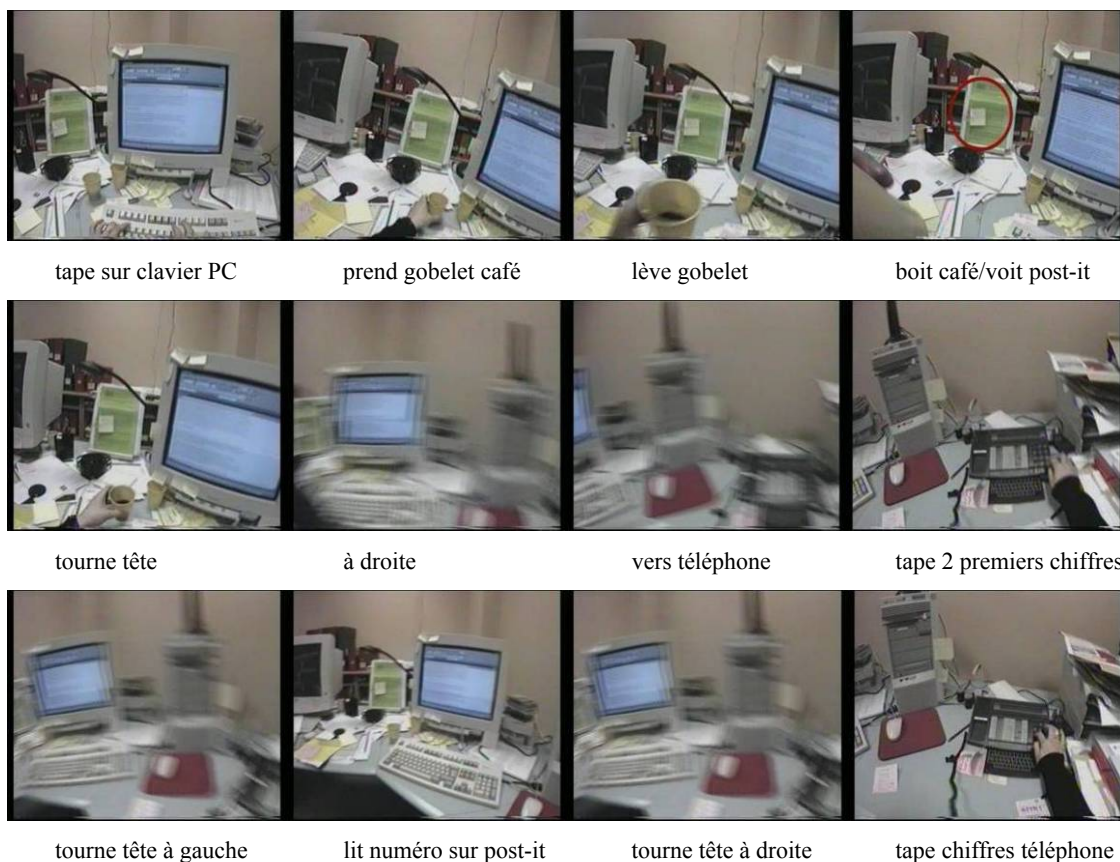 tape sur clavier PC
prend gobelet café
lève gobelet
boit café/voit post-it
tourne tête
à droite
vers téléphone
tape 2 premiers chiffres
tourne tête à gauche
lit numéro sur post-it
tourne tête à droite
tape chiffres téléphone